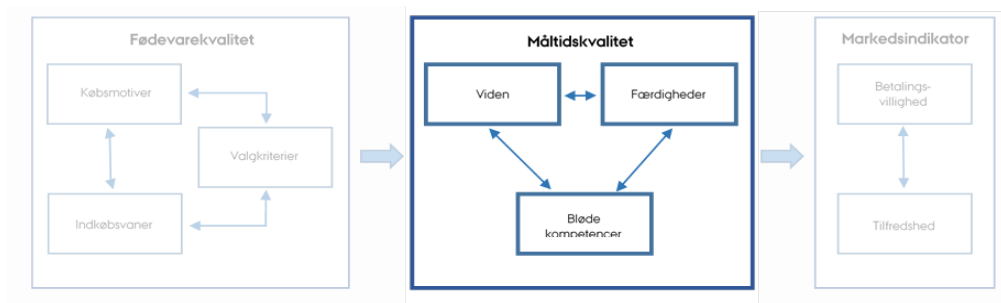 Fødevarekvalitet
Købsmotiver
Valgkriterier
Indkøbsvaner
Måltidskvalitet
Viden
Færdigheder
Bløde
kompetencer
Markedsindikator
Betalings-
villighed
Tilfredshed